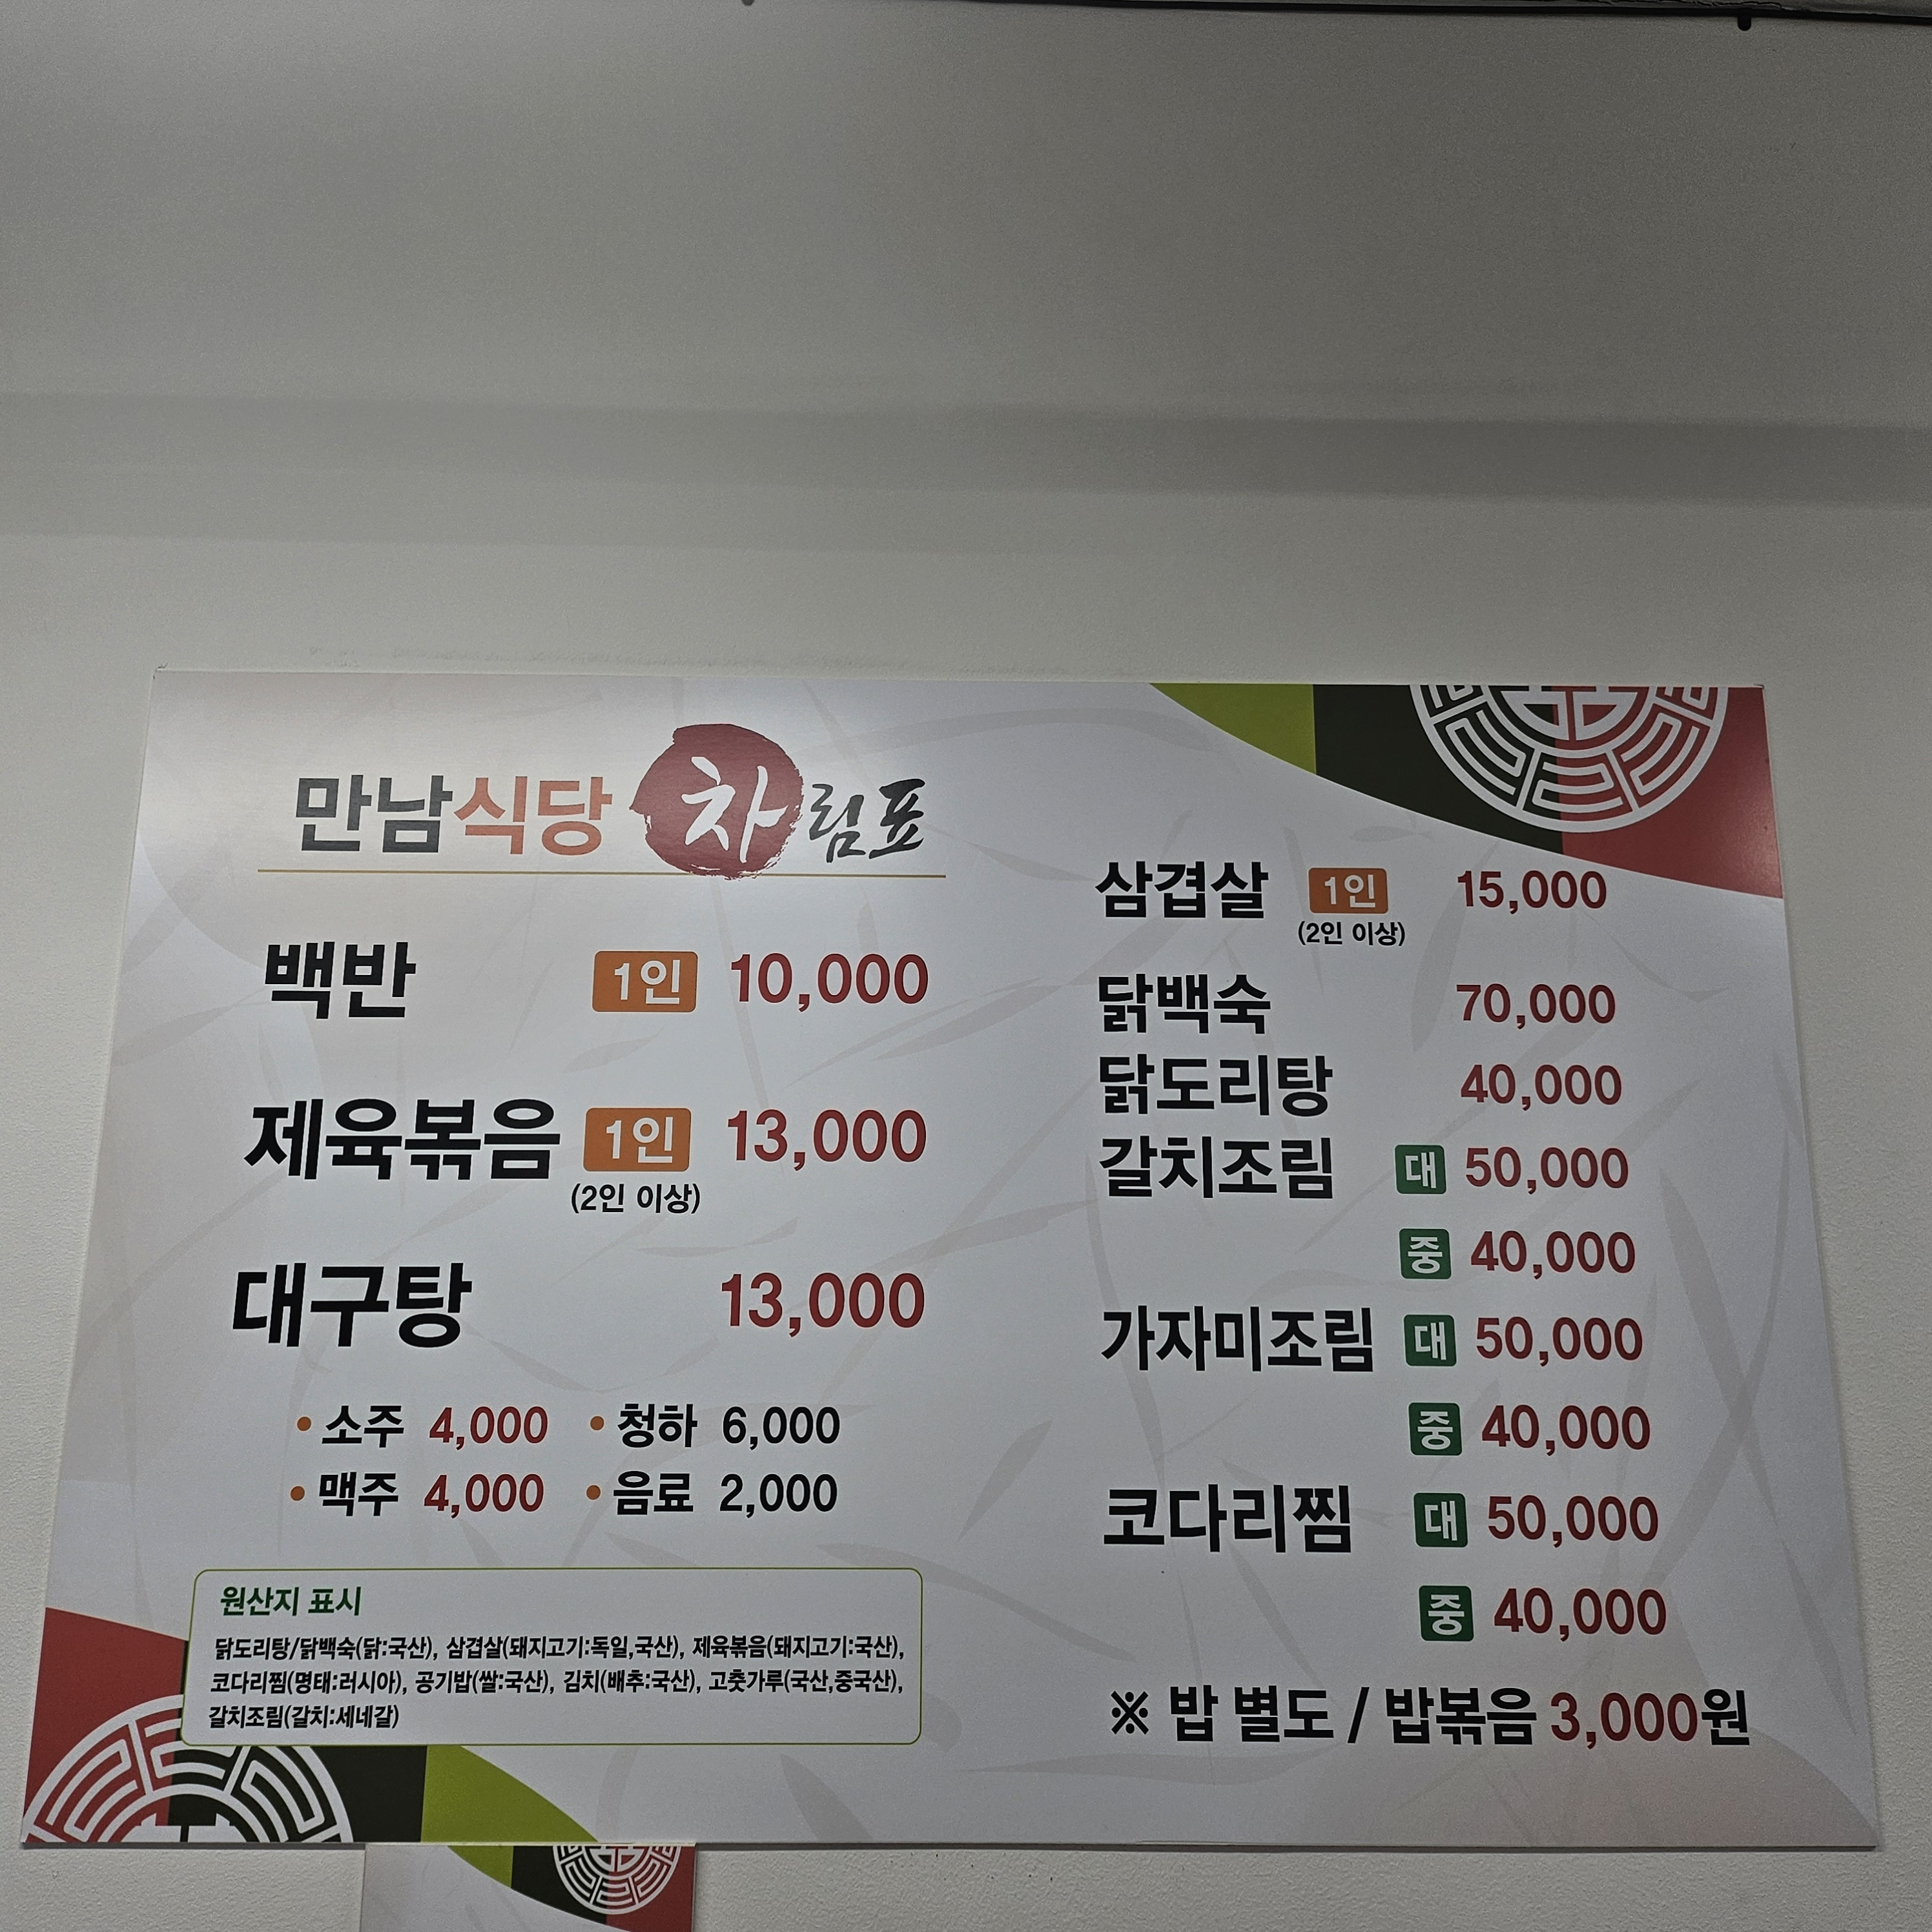 만남식당 차림표
백반 1인 10,000
제육볶음 1인 13,000
(2인 이상)
대구탕 13,000
• 소주 4,000 • 청하 6,000
• 맥주 4,000 • 음료 2,000
원산지 표시
닭도리탕/닭백숙(닭:국산), 삼겹살(돼지고기:독일,국산), 제육볶음(돼지고기:국산),
코다리찜(명태:러시아), 공기밥(쌀:국산), 김치(배추:국산), 고춧가루(국산,중국산),
갈치조림(갈치:세네갈)
삼겹살 1인 15,000
(2인 이상)
닭백숙 70,000
닭도리탕 40,000
갈치조림 대 50,000
중 40,000
가자미조림 대 50,000
중 40,000
코다리찜 대 50,000
중 40,000
※ 밥 별도 / 밥볶음 3,000원